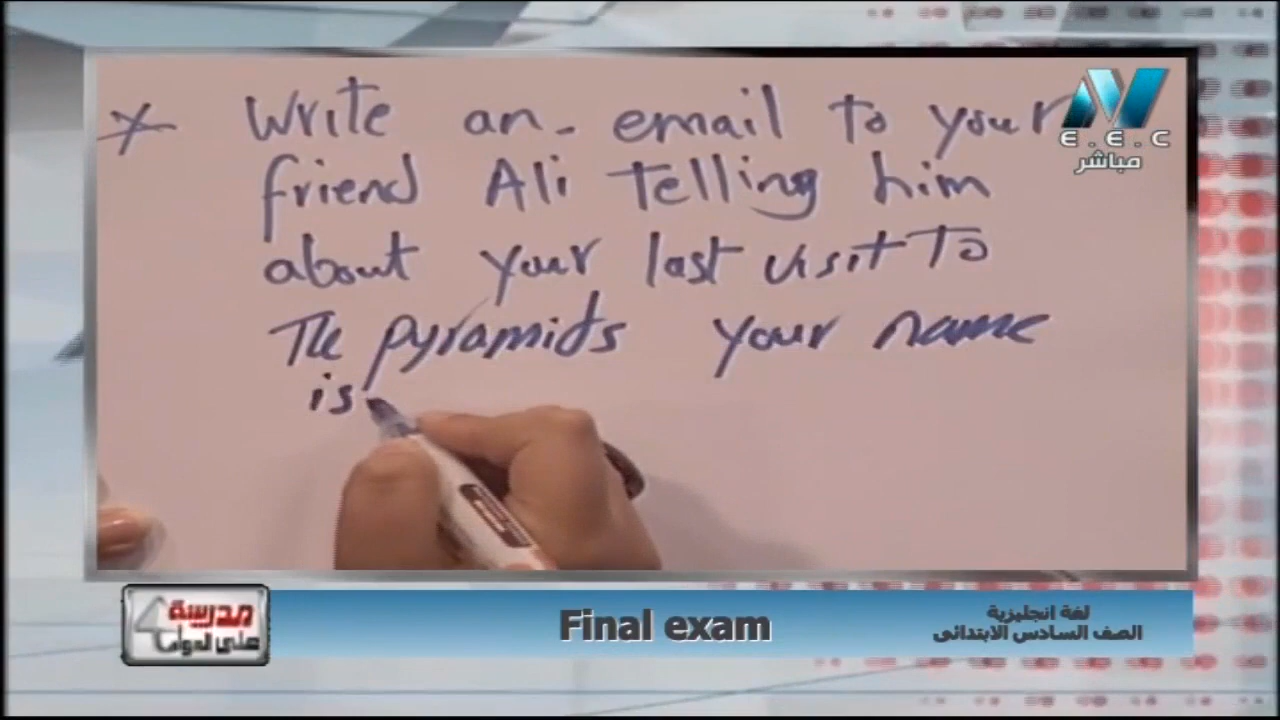 Write an email to your
friend Ali telling him
about your last visit to
The pyramids your name
is
E.E.C
مباشر
مدرسة
على الهوا
Final exam
لغة انجليزية
الصف السادس الابتدائى